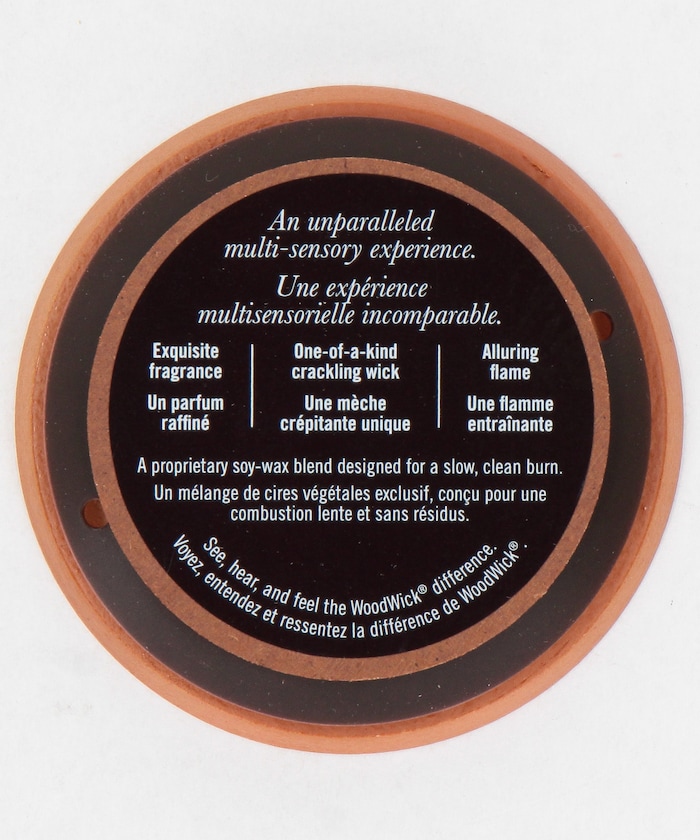 An unparalleled
multi-sensory experience.
Une expérience
multisensorielle incomparable.
Exquisite
fragrance
Un parfum
raffiné
One-of-a-kind
crackling wick
Une mèche
crépitante unique
Alluring
flame
Une flamme
entraînante
A proprietary soy-wax blend designed for a slow, clean burn.
Un mélange de cires végétales exclusif, conçu pour une
combustion lente et sans résidus.
See, hear, and feel the WoodWick® difference.
Voyez, entendez et ressentez la différence de WoodWick®.